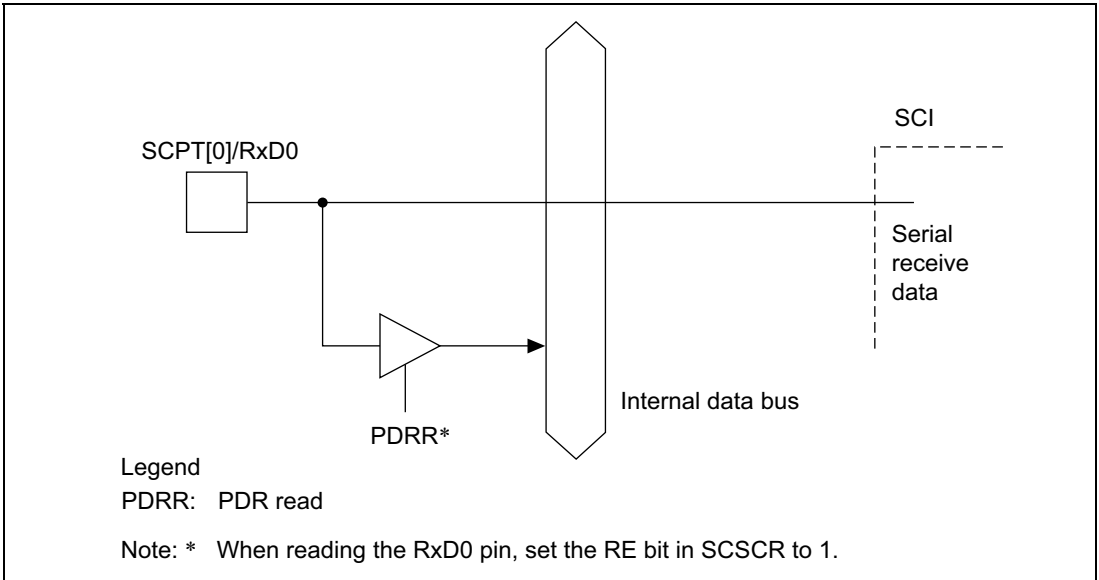 SCI
SCPT[0]/RxD0
Serial
receive
data
Internal data bus
PDRR*
Legend
PDRR: PDR read
Note: * When reading the RxD0 pin, set the RE bit in SCSCR to 1.